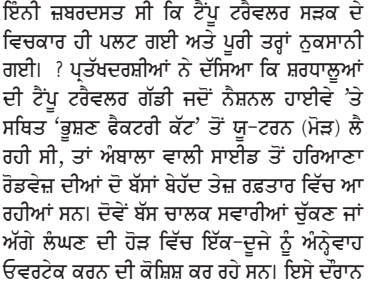 ਇੰਨੀ ਜ਼ਬਰਦਸਤ ਸੀ ਕਿ ਟੈਂਪੂ ਟਰੈਵਲਰ ਸੜਕ ਦੇ
ਵਿਚਕਾਰ ਹੀ ਪਲਟ ਗਈ ਅਤੇ ਪੂਰੀ ਤਰ੍ਹਾਂ ਨੁਕਸਾਨੀ
ਗਈ। ? ਪ੍ਰਤੱਖਦਰਸ਼ੀਆਂ ਨੇ ਦੱਸਿਆ ਕਿ ਸ਼ਰਧਾਲੂਆਂ
ਦੀ ਟੈਂਪੂ ਟਰੈਵਲਰ ਗੱਡੀ ਜਦੋਂ ਨੈਸ਼ਨਲ ਹਾਈਵੇ 'ਤੇ
ਸਥਿਤ ‘ਭੂਸ਼ਣ ਫੈਕਟਰੀ ਕੱਟ’ ਤੋਂ ਯੂ-ਟਰਨ (ਮੋੜ) ਲੈ
ਰਹੀ ਸੀ, ਤਾਂ ਅੰਬਾਲਾ ਵਾਲੀ ਸਾਈਡ ਤੋਂ ਹਰਿਆਣਾ
ਰੋਡਵੇਜ਼ ਦੀਆਂ ਦੋ ਬੱਸਾਂ ਬੇਹੱਦ ਤੇਜ਼ ਰਫ਼ਤਾਰ ਵਿੱਚ ਆ
ਰਹੀਆਂ ਸਨ। ਦੋਵੇਂ ਬੱਸ ਚਾਲਕ ਸਵਾਰੀਆਂ ਚੁੱਕਣ ਜਾਂ
ਅੱਗੇ ਲੰਘਣ ਦੀ ਹੋੜ ਵਿੱਚ ਇੱਕ-ਦੂਜੇ ਨੂੰ ਅੰਨ੍ਹੇਵਾਹ
ਓਵਰਟੇਕ ਕਰਨ ਦੀ ਕੋਸ਼ਿਸ਼ ਕਰ ਰਹੇ ਸਨ। ਇਸੇ ਦੌਰਾਨ